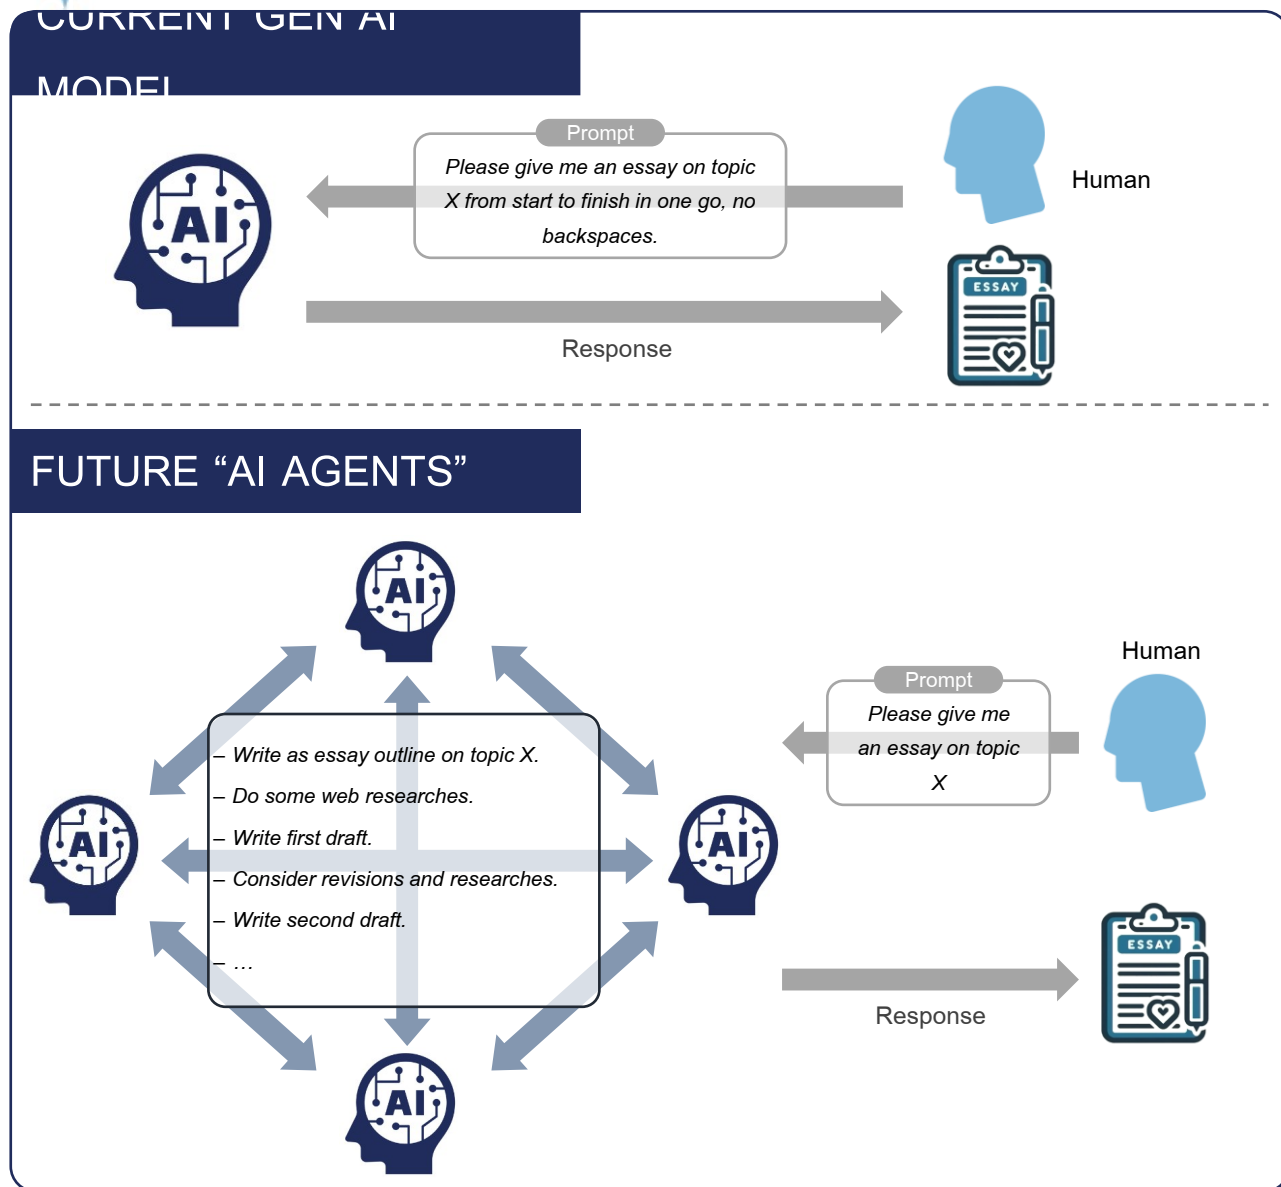 CURRENT GEN AI
MODEL
Prompt
Please give me an essay on topic
X from start to finish in one go, no
backspaces.
Human
AI
ESSAY
Response
FUTURE “AI AGENTS”
AI
Human
Prompt
Please give me
an essay on topic
X
– Write as essay outline on topic X.
– Do some web researches.
– Write first draft.
– Consider revisions and researches.
– Write second draft.
– …
AI
AI
ESSAY
Response
AI